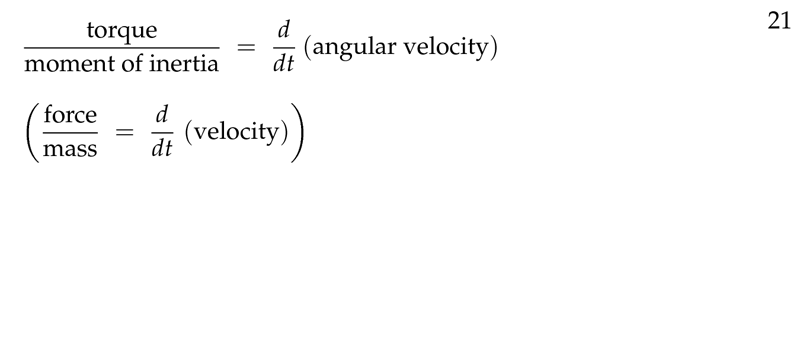 21
torque / moment of inertia = d/dt (angular velocity)
(force / mass = d/dt (velocity))